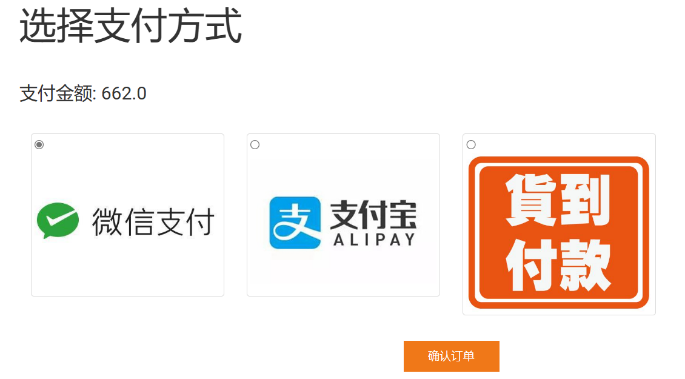 选择支付方式
支付金额: 662.0
微信支付
支 支付宝
ALIPAY
貨到
付款
确认订单